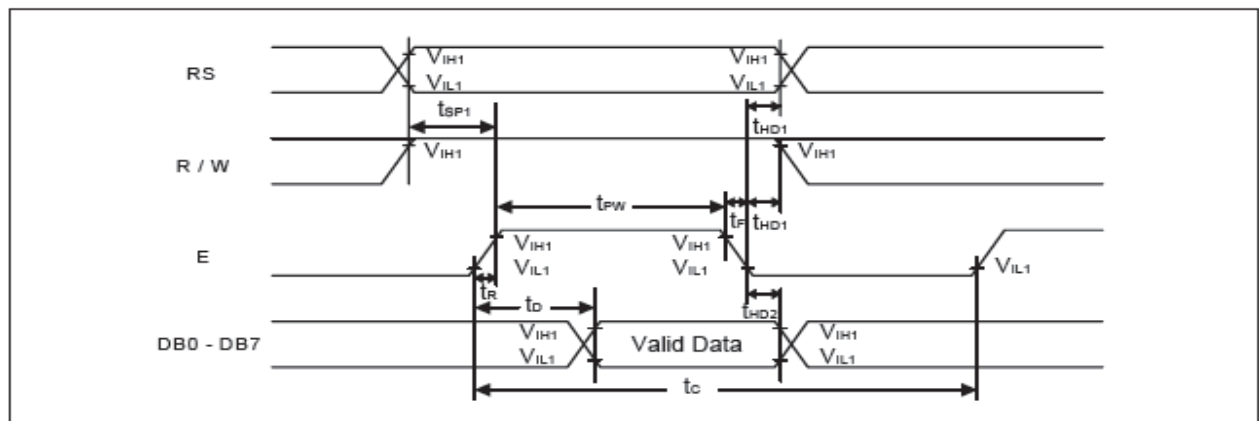 RS
VIH1
VIL1
VIH1
VIL1
tSP1
tHD1
R / W
VIH1
VIH1
tPW
tF
tHD1
E
VIH1
VIL1
VIH1
VIL1
VIL1
tR
tD
tHD2
DB0 - DB7
VIH1
VIL1
Valid Data
VIH1
VIL1
tC